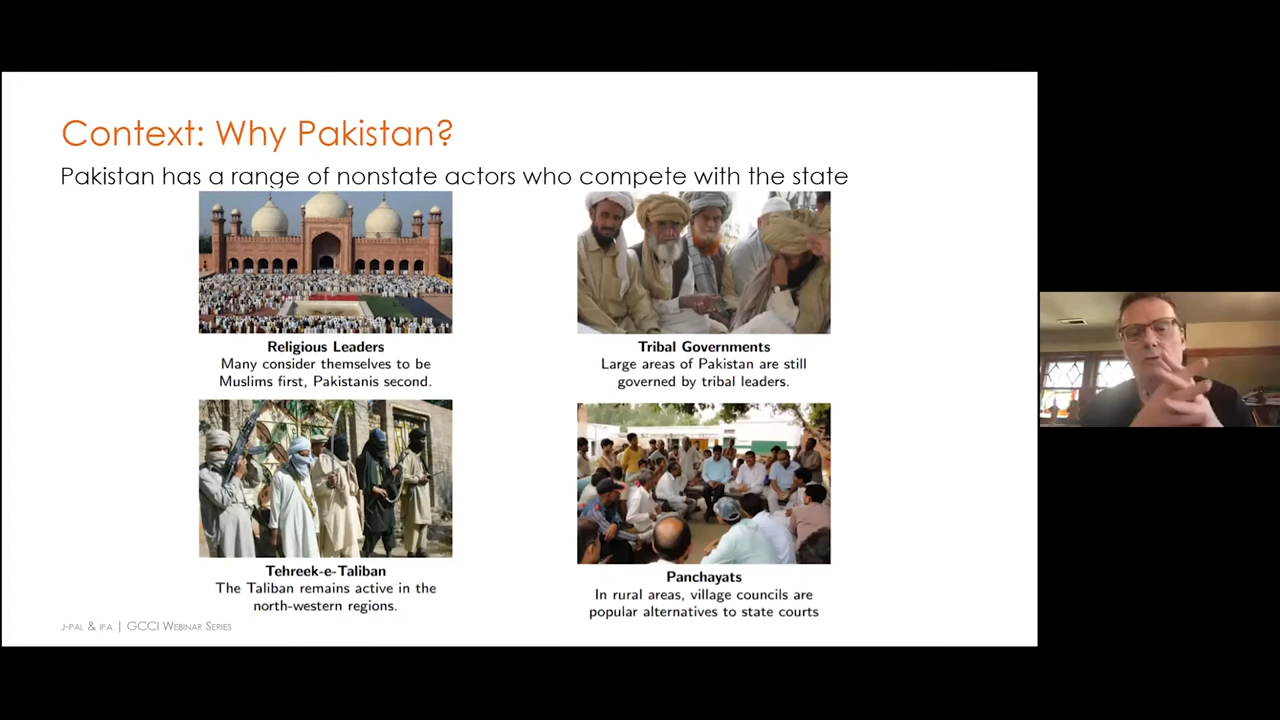 Context: Why Pakistan?
Pakistan has a range of nonstate actors who compete with the state
Religious Leaders
Many consider themselves to be
Muslims first, Pakistanis second.
Tribal Governments
Large areas of Pakistan are still
governed by tribal leaders.
Tehreek-e-Taliban
The Taliban remains active in the
north-western regions.
Panchayats
In rural areas, village councils are
popular alternatives to state courts
J-PAL & IPA | GCCI WEBINAR SERIES